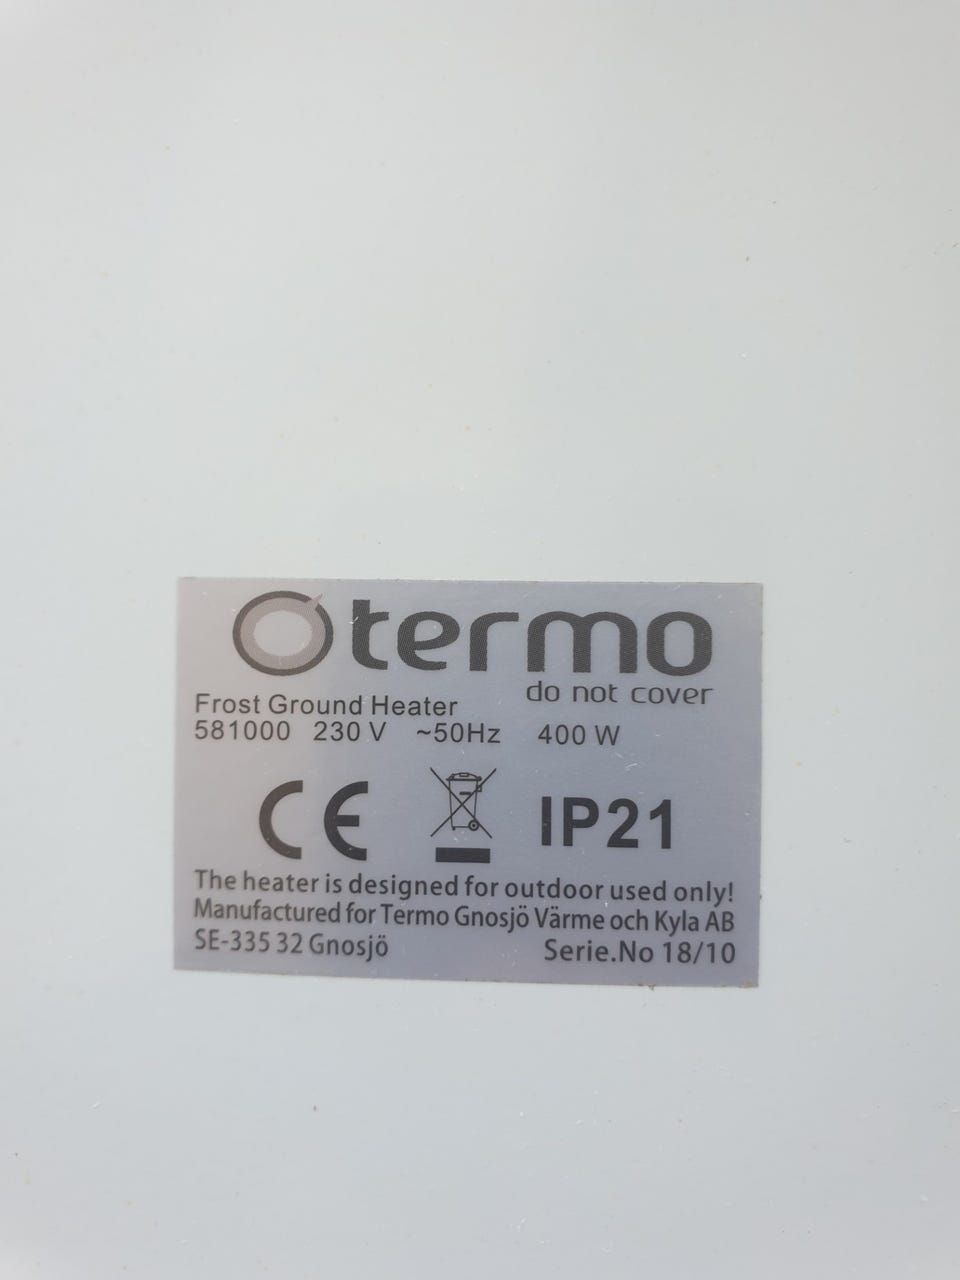 termo
do not cover
Frost Ground Heater
581000 230 V ~50Hz 400 W
CE IP21
The heater is designed for outdoor used only!
Manufactured for Termo Gnosjö Värme och Kyla AB
SE-335 32 Gnosjö Serie.No 18/10